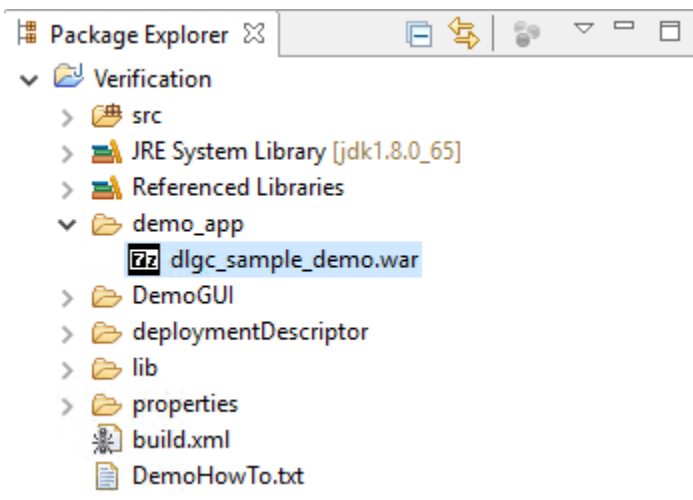 Package Explorer
Verification
src
JRE System Library [jdk1.8.0_65]
Referenced Libraries
demo_app
7z dlgc_sample_demo.war
DemoGUI
deploymentDescriptor
lib
properties
build.xml
DemoHowTo.txt